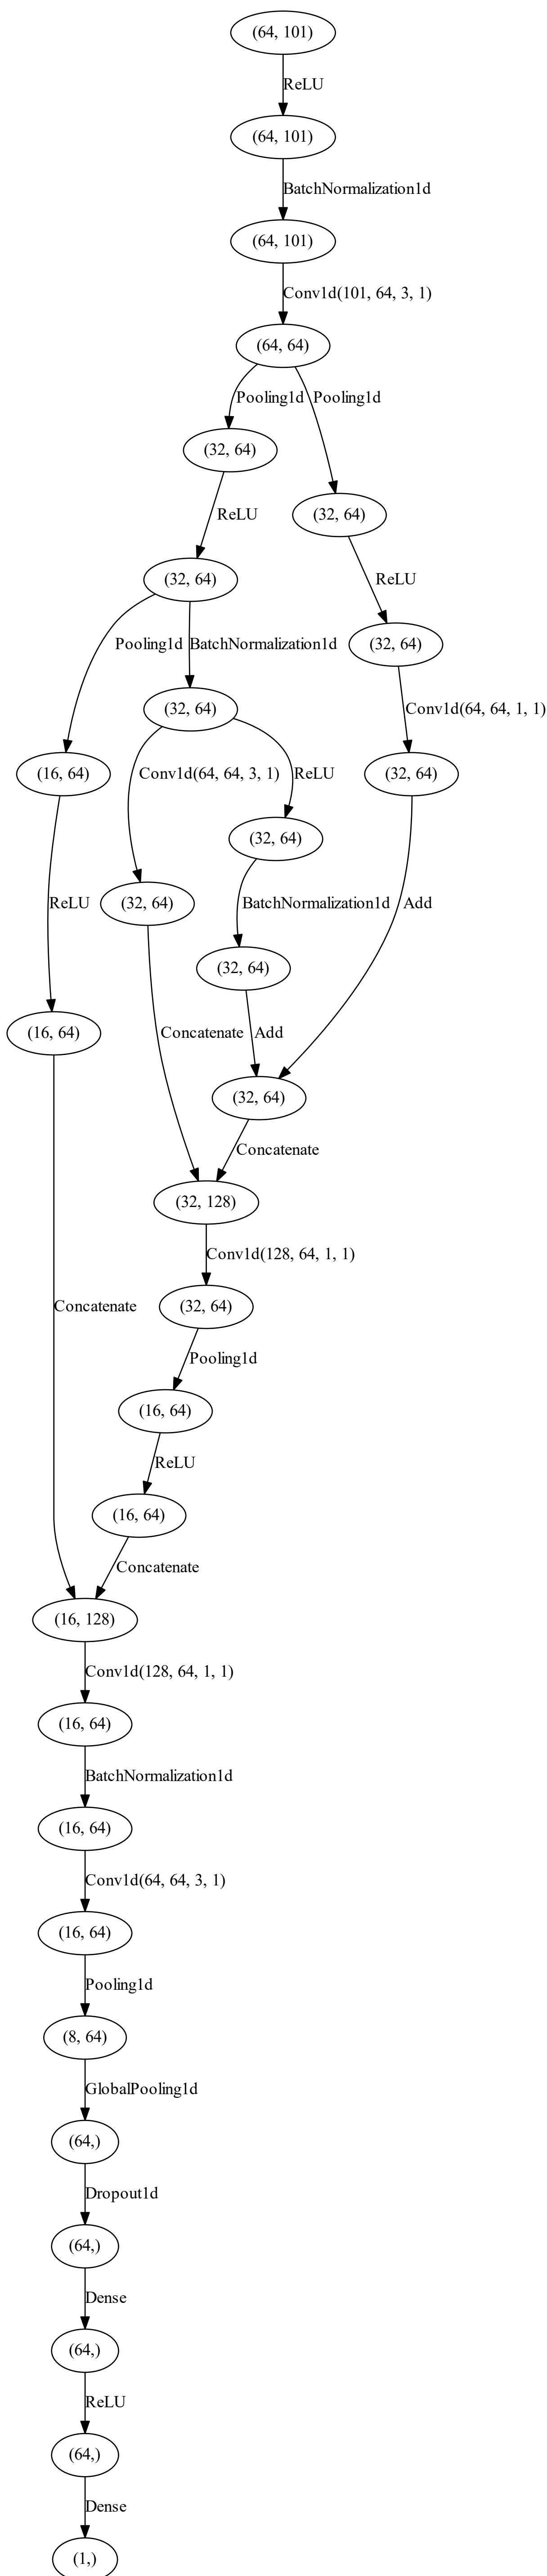 (64, 101)
ReLU
(64, 101)
BatchNormalization1d
(64, 101)
Conv1d(101, 64, 3, 1)
(64, 64)
Pooling1d Pooling1d
(32, 64)
(32, 64)
ReLU
(32, 64)
ReLU
(32, 64)
Pooling1d BatchNormalization1d
(32, 64)
Conv1d(64, 64, 1, 1)
(16, 64) Conv1d(64, 64, 3, 1) ReLU (32, 64)
(32, 64)
ReLU (32, 64) BatchNormalization1d Add
(32, 64)
(16, 64) Concatenate Add
(32, 64)
Concatenate
(32, 128)
Conv1d(128, 64, 1, 1)
Concatenate (32, 64)
Pooling1d
(16, 64)
ReLU
(16, 64)
Concatenate
(16, 128)
Conv1d(128, 64, 1, 1)
(16, 64)
BatchNormalization1d
(16, 64)
Conv1d(64, 64, 3, 1)
(16, 64)
Pooling1d
(8, 64)
GlobalPooling1d
(64,)
Dropout1d
(64,)
Dense
(64,)
ReLU
(64,)
Dense
(1,)